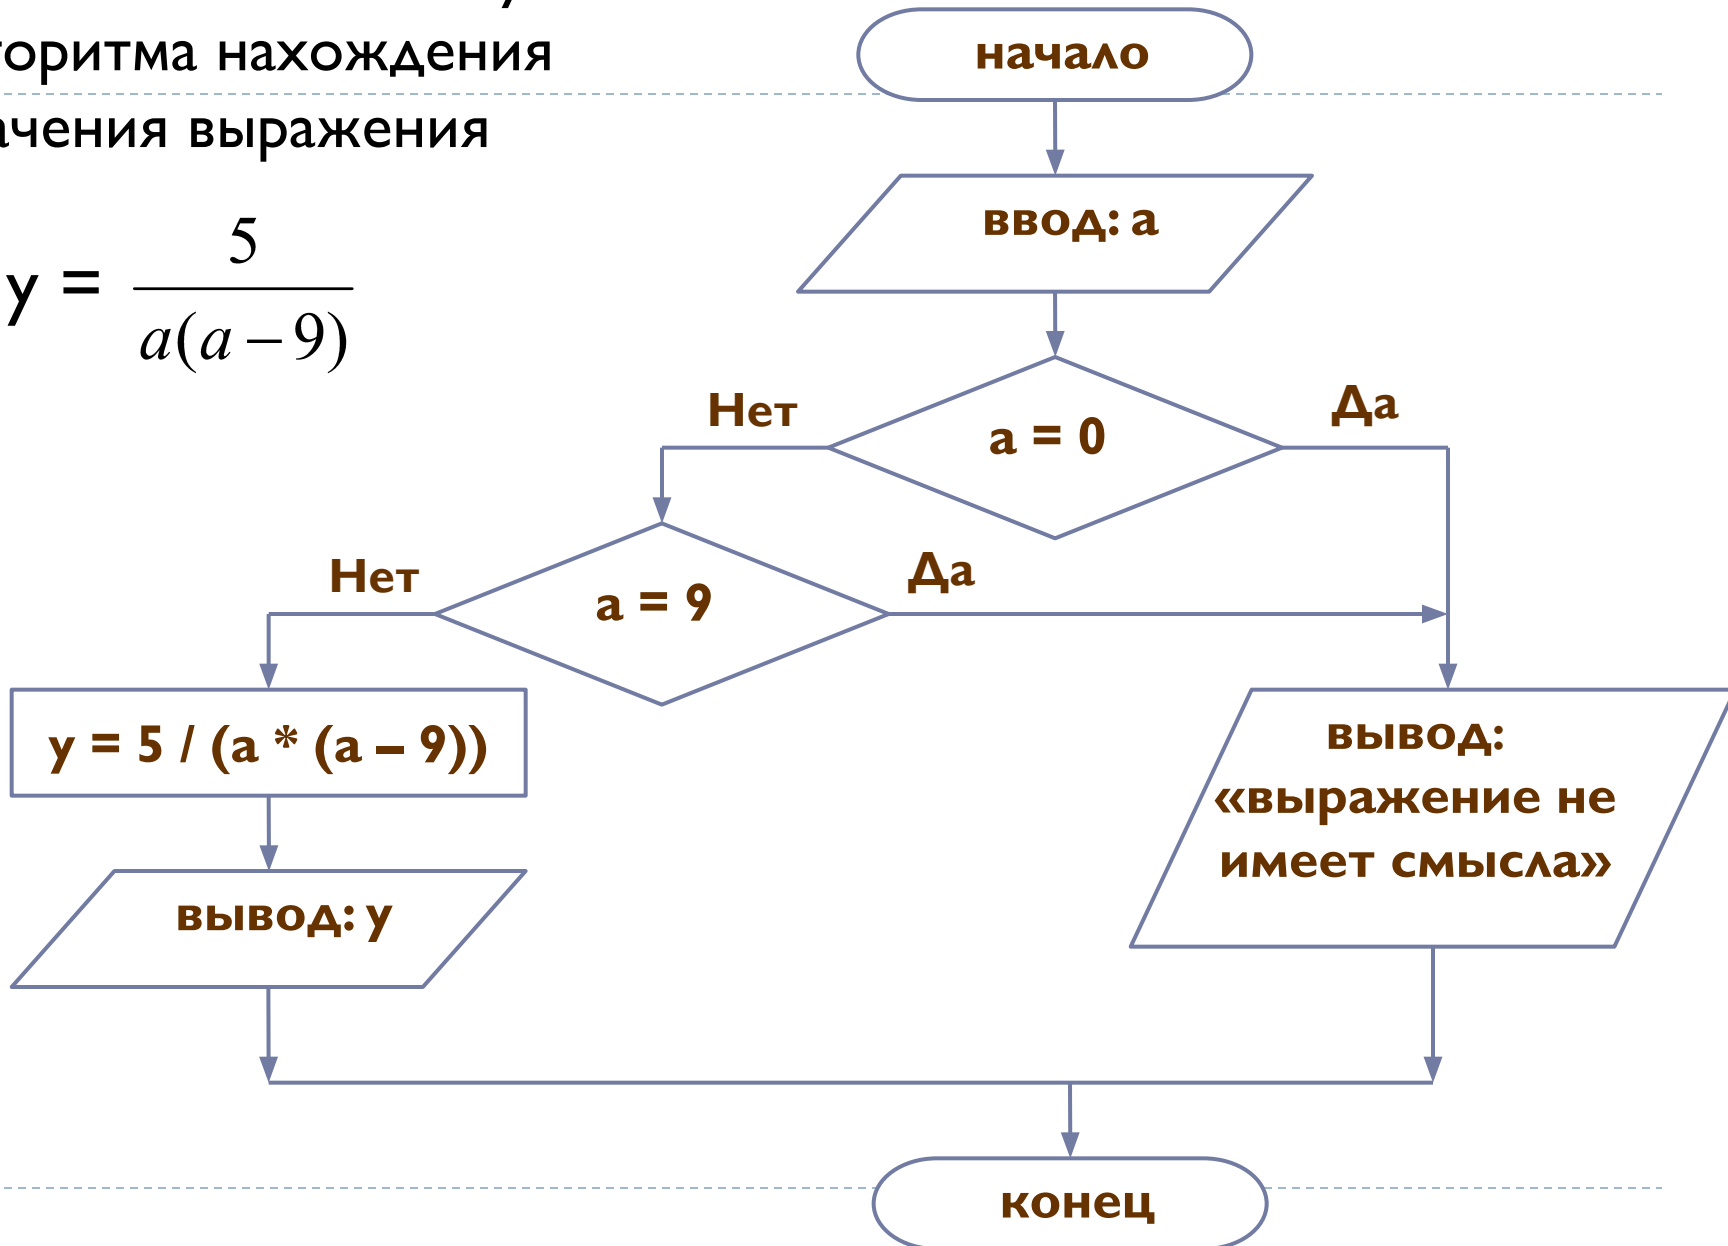 горитма нахождения
ачения выражения
y = 5 / a(a – 9)
начало
ввод: a
a = 0
Нет
Да
a = 9
Нет
Да
y = 5 / (a * (a – 9))
вывод: y
вывод:
«выражение не
имеет смысла»
конец